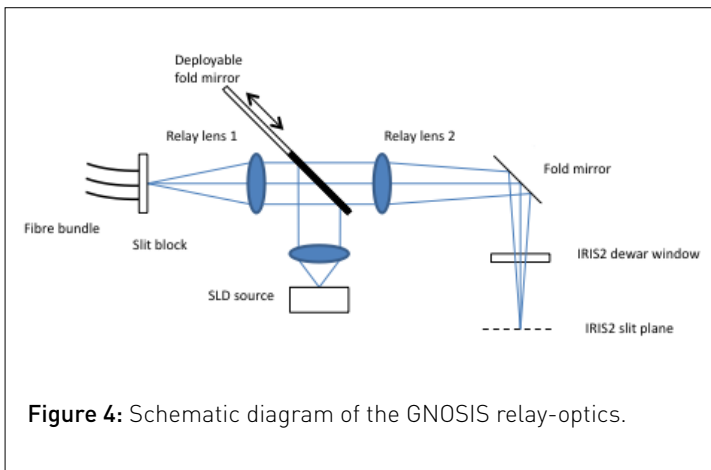 Deployable
fold mirror
Relay lens 1
Relay lens 2
Fold mirror
Fibre bundle
Slit block
IRIS2 dewar window
SLD source
IRIS2 slit plane
Figure 4: Schematic diagram of the GNOSIS relay-optics.